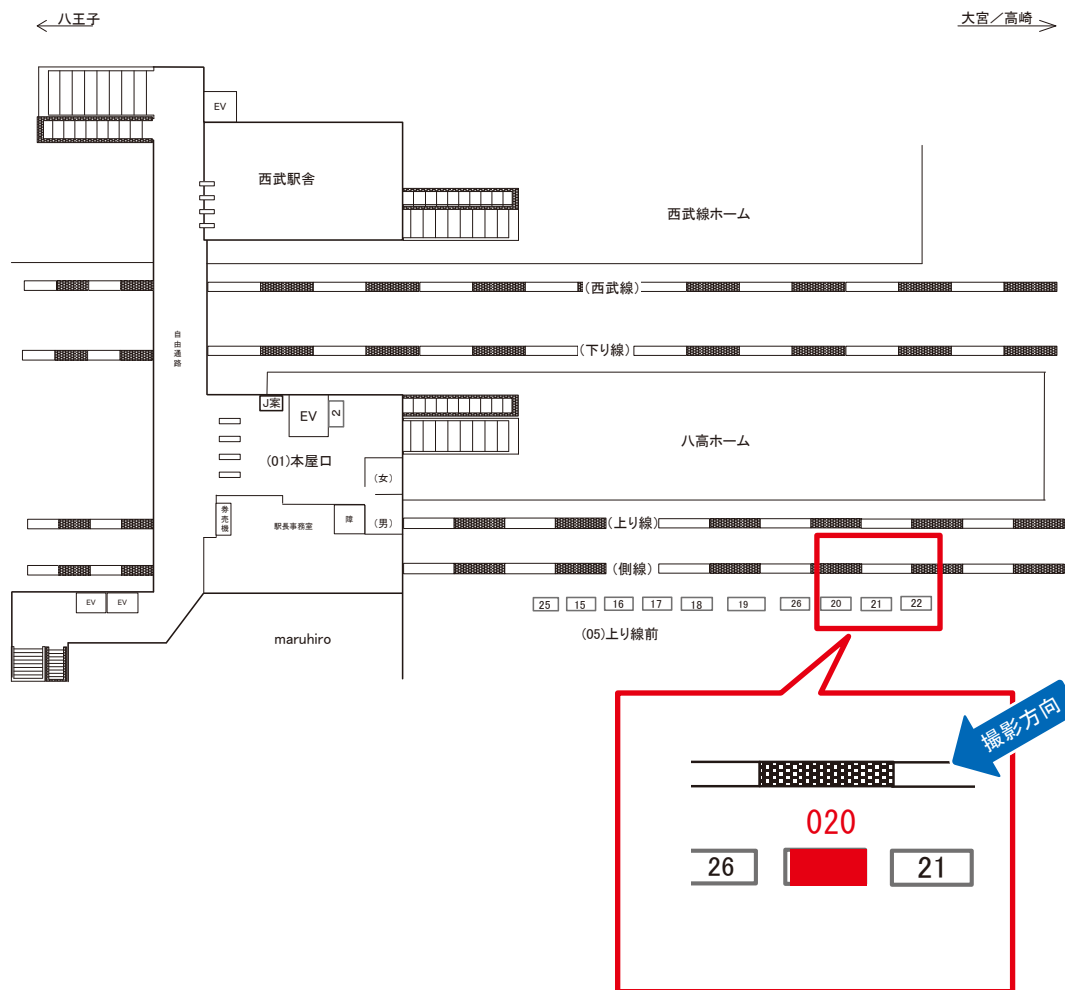 八王子
大宮／高崎
EV
西武駅舎
西武線ホーム
(西武線)
自由通路
(下り線)
J案
EV
2
八高ホーム
(01)本屋口
(女)
券売機
駅長事務室
障
(男)
(上り線)
(側線)
EV EV
25 15 16 17 18 19 26 20 21 22
(05)上り線前
maruhiro
撮影方向
020
26
21